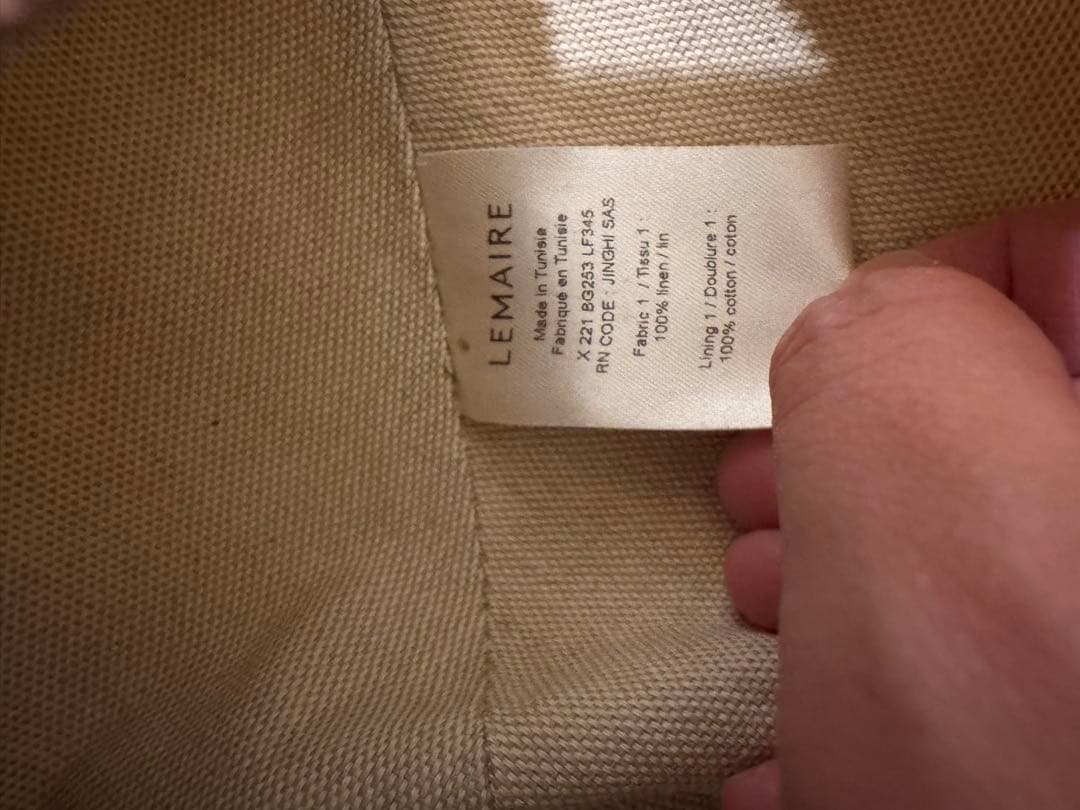 LEMAIRE
Made in Tunisie
Fabriqué en Tunisie
X 221 BG253 LF345
RN CODE : JINGHI SAS
Fabric 1 / Tissu 1 :
100% linen / lin
Lining 1 / Doublure 1 :
100% cotton / coton